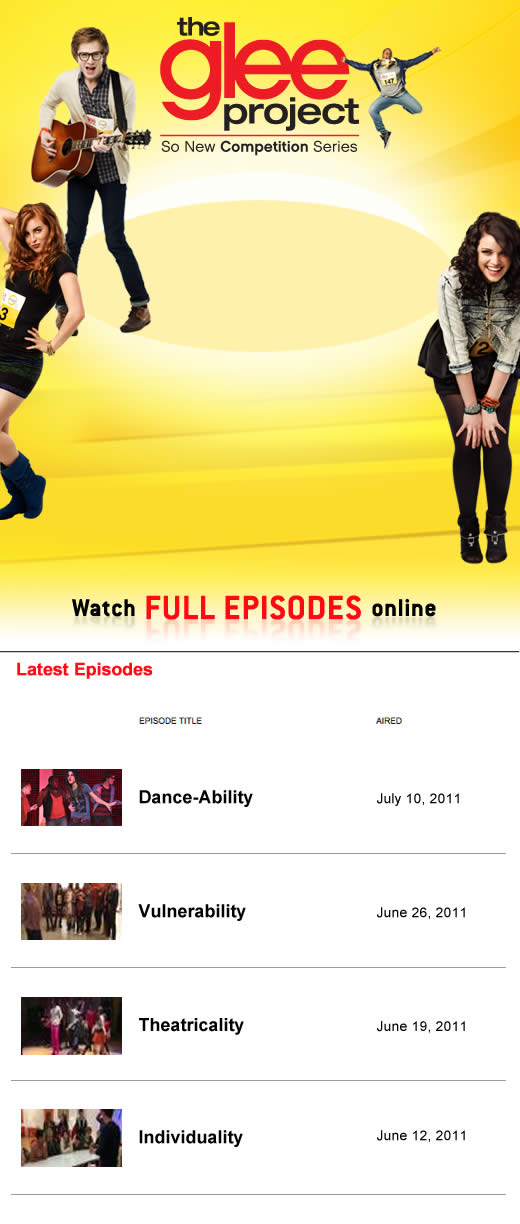 the
glee
project
147
So New Competition Series
3
2
Watch FULL EPISODES online
Latest Episodes
EPISODE TITLE AIRED
Dance-Ability July 10, 2011
Vulnerability June 26, 2011
Theatricality June 19, 2011
Individuality June 12, 2011